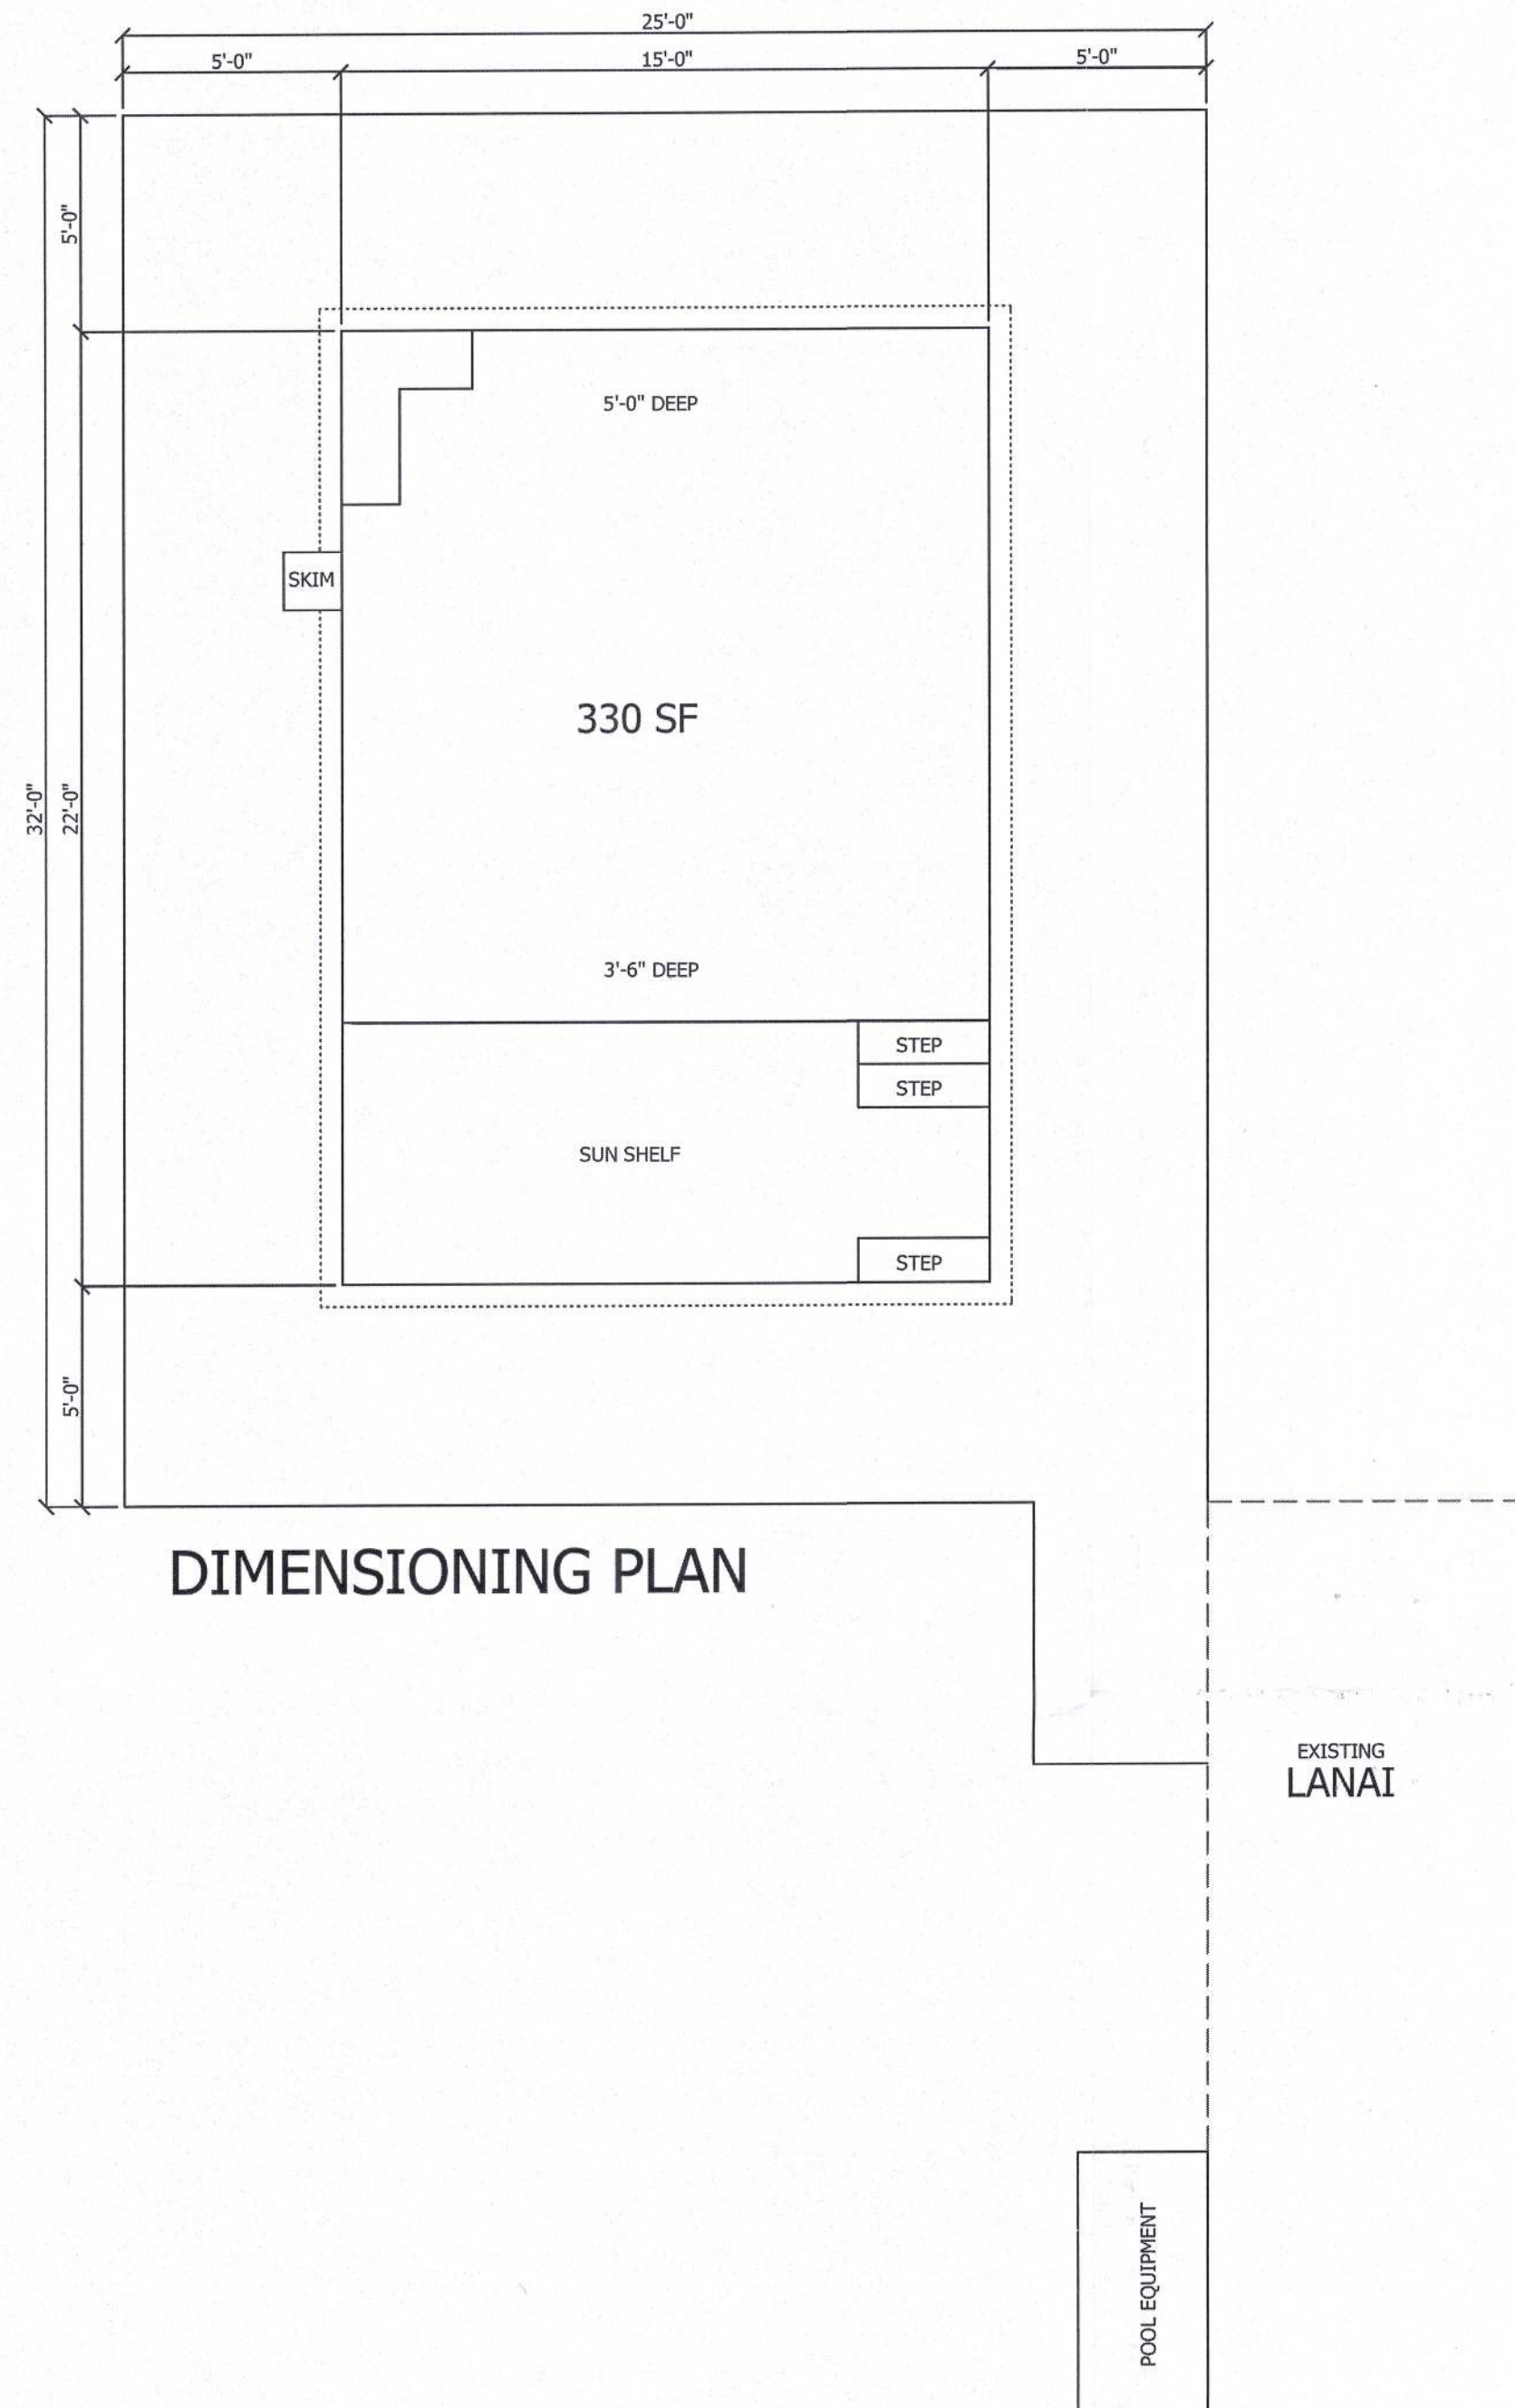 25'-0"
5'-0"
15'-0"
5'-0"
5'-0"
5'-0" DEEP
SKIM
330 SF
32'-0"
22'-0"
3'-6" DEEP
STEP
STEP
SUN SHELF
STEP
5'-0"
DIMENSIONING PLAN
EXISTING
LANAI
POOL EQUIPMENT